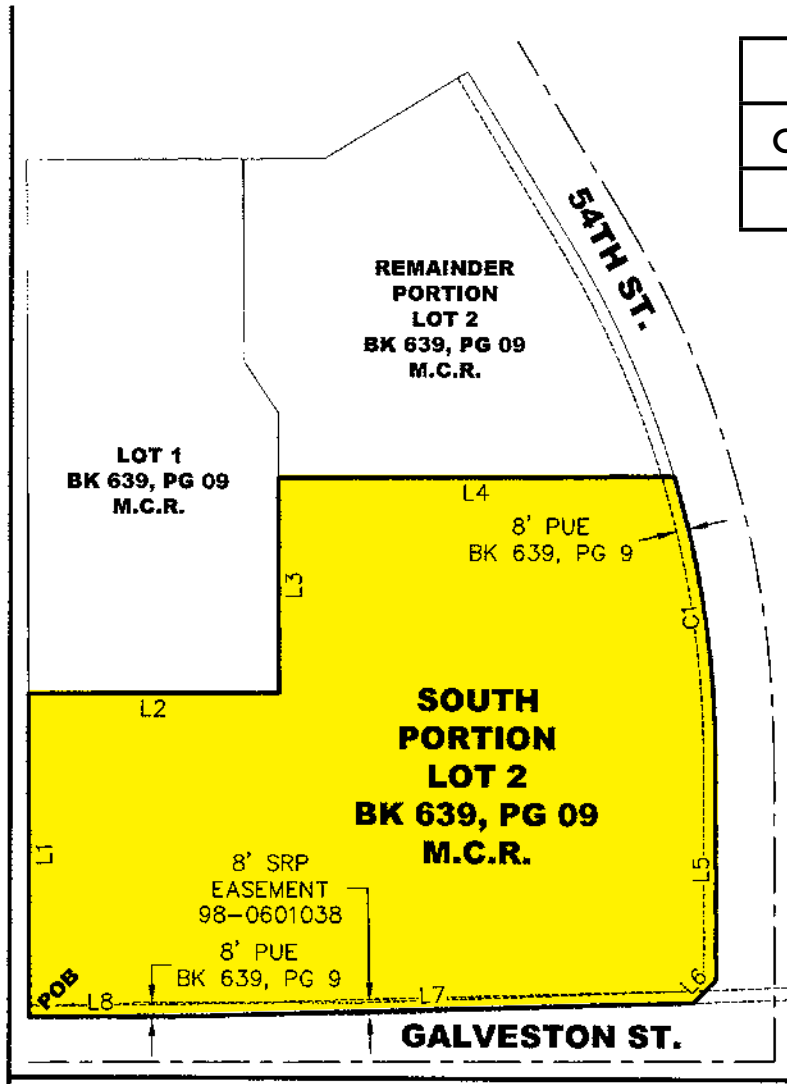 54TH ST.
REMAINDER
PORTION
LOT 2
BK 639, PG 09
M.C.R.
LOT 1
BK 639, PG 09
M.C.R.
L4
8' PUE
BK 639, PG 9
L3
C1
L2
SOUTH
PORTION
LOT 2
BK 639, PG 09
M.C.R.
L1
8' SRP
EASEMENT
98-0601038
L5
8' PUE
BK 639, PG 9
POB
L8
L7
L6
GALVESTON ST.